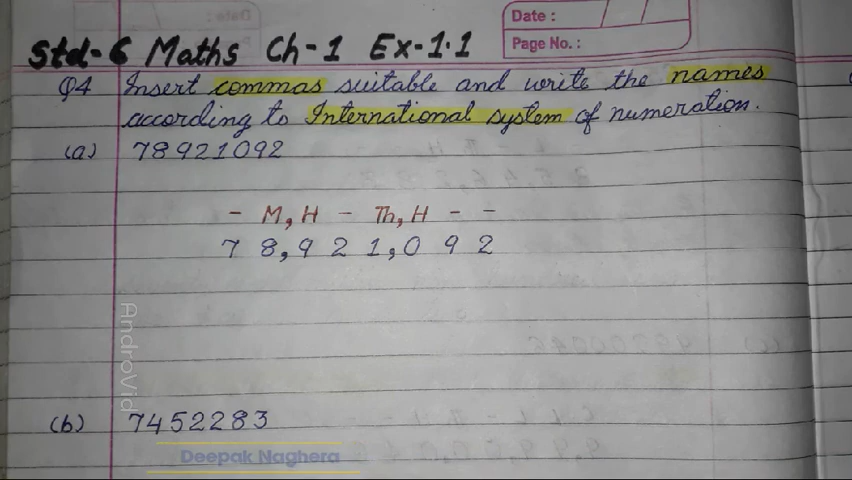 Date :
Page No. :
Std-6 Maths Ch-1 Ex-1.1
Q4 Insert commas suitable and write the names
according to International system of numeration.
(a) 78921092
- M, H - Th, H - -
7 8, 9 2 1, 0 9 2
AndroVid
(b) 7452283
Deepak Naghera